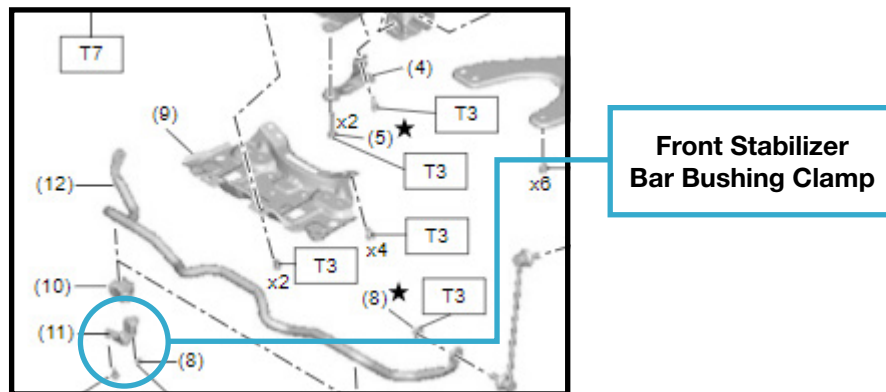 T7
(4)
T3
x2
(5) ★
(9)
T3
x6
(12)
T3
x4
T3
x2
(10)
(8) ★
T3
(11)
(8)
Front Stabilizer
Bar Bushing Clamp